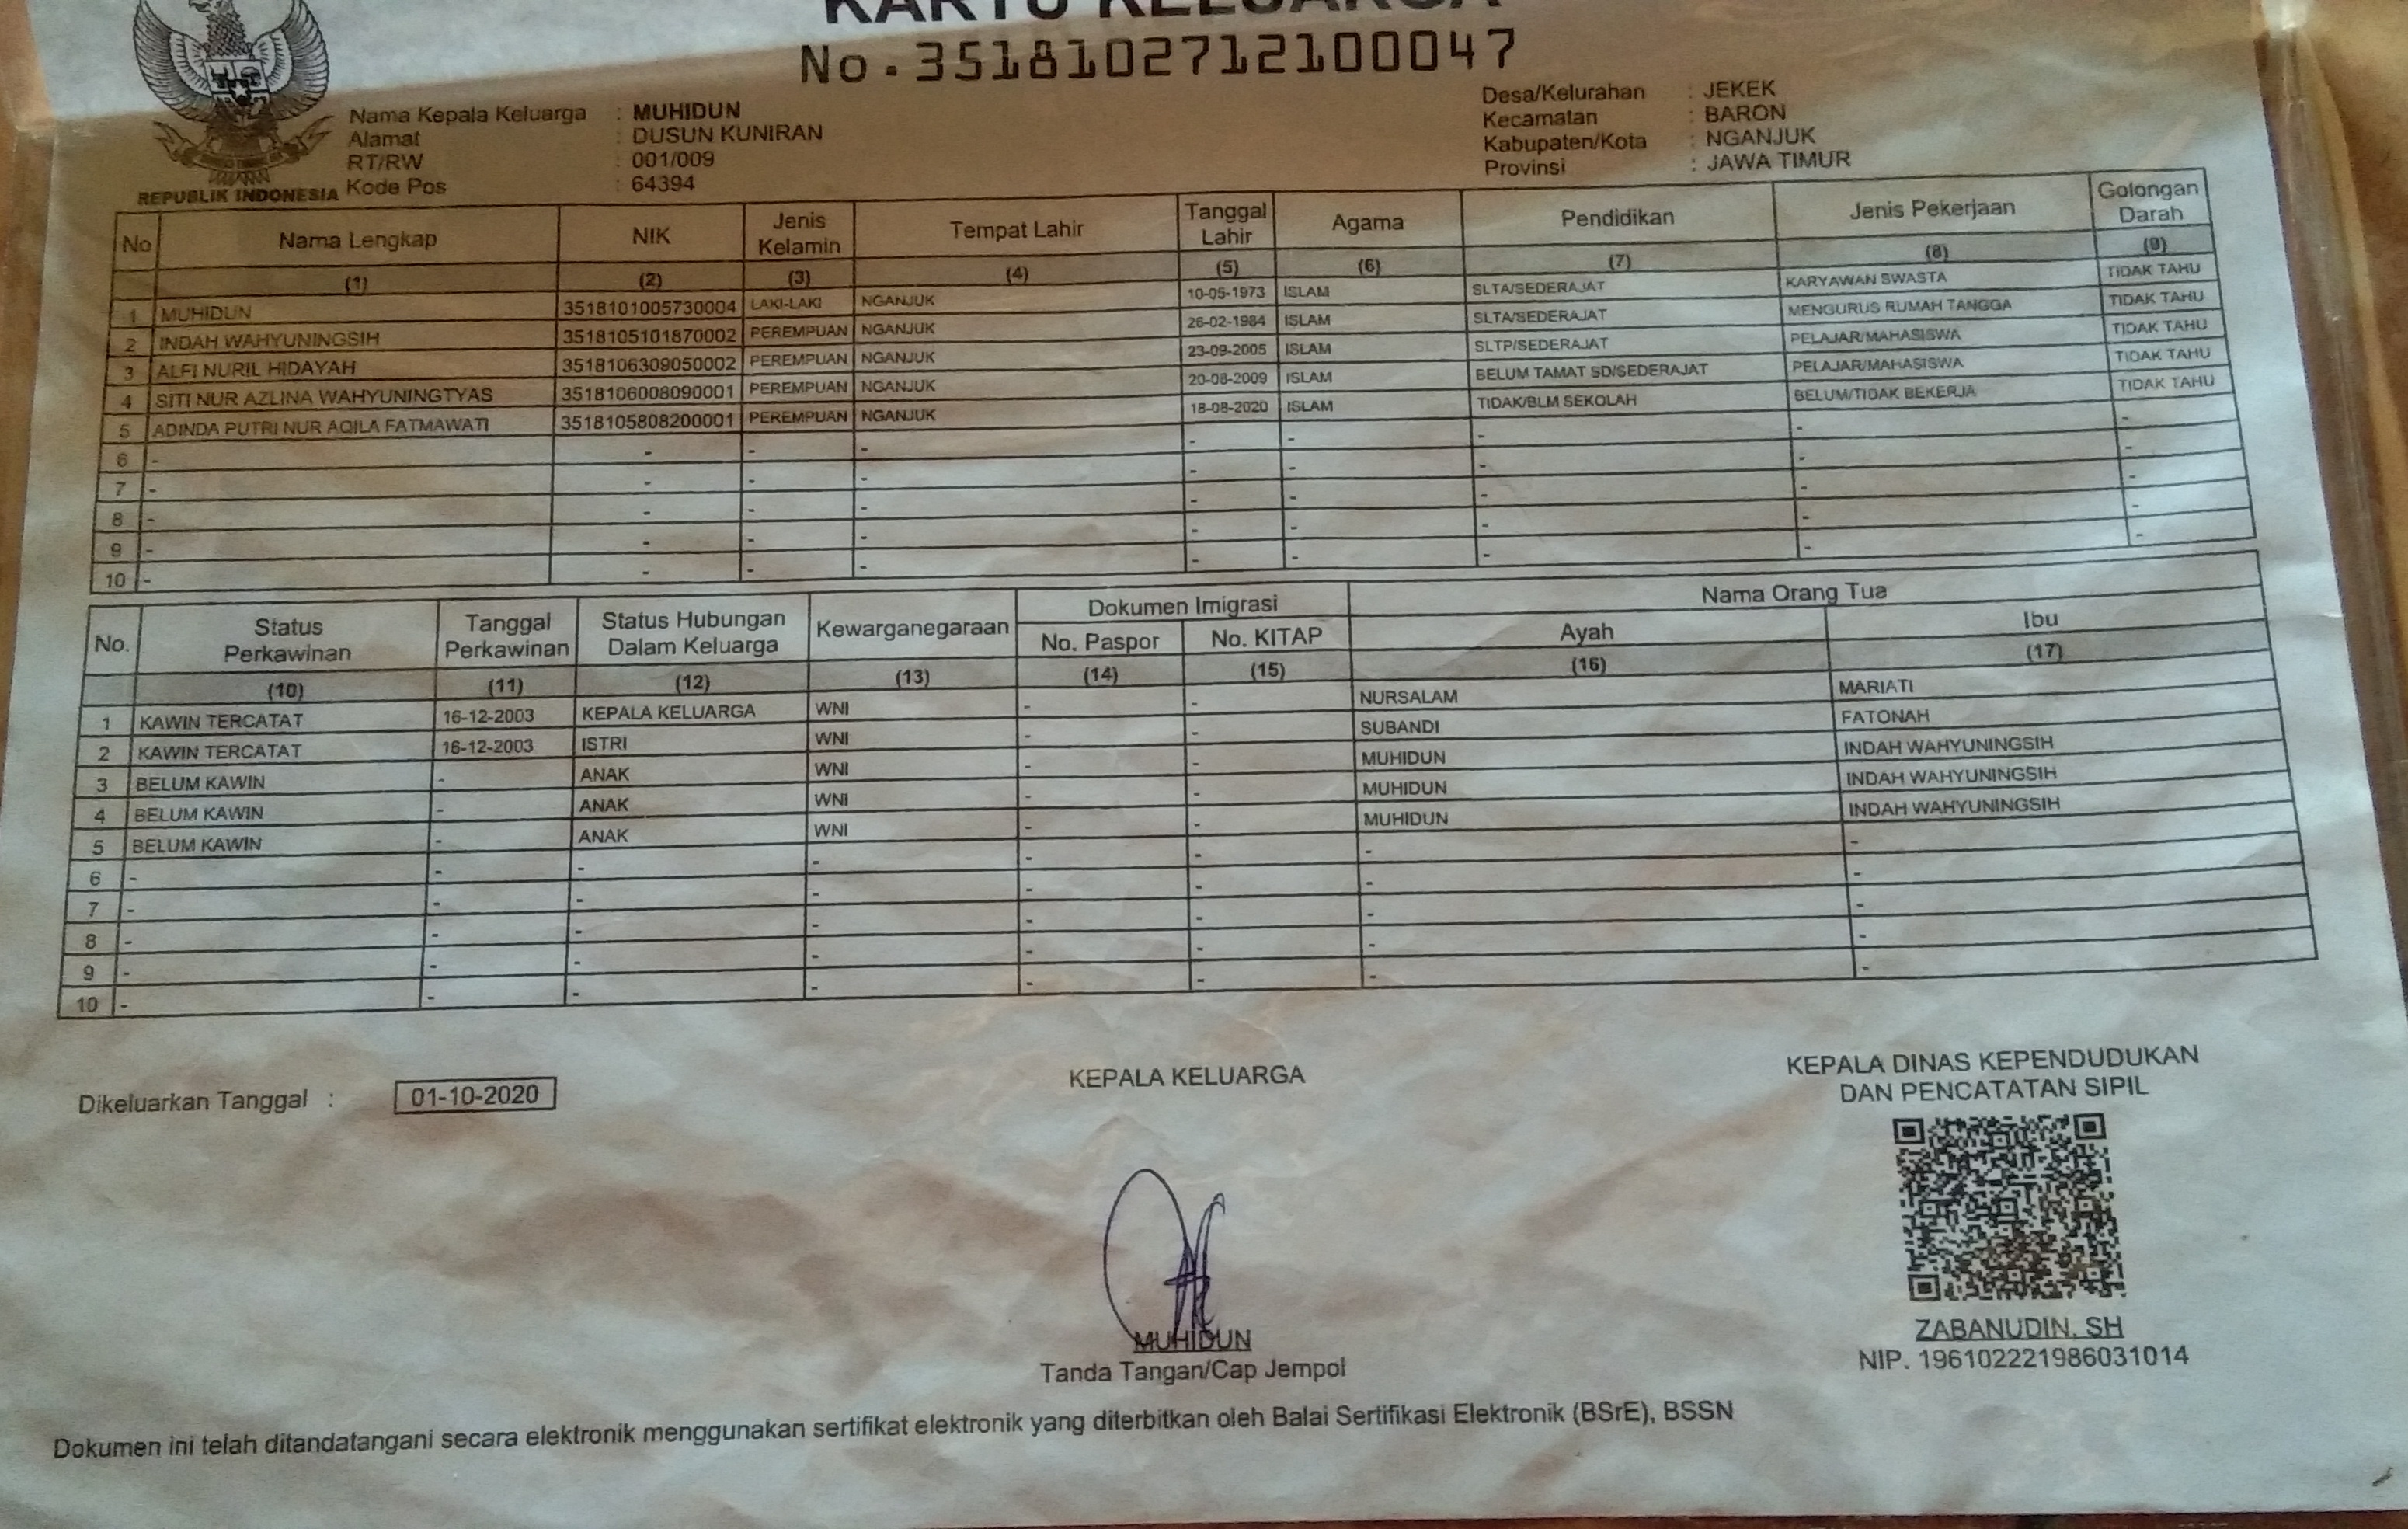 KARTU KELUARGA
No. 3518102712100047
Nama Kepala Keluarga : MUHIDUN
Alamat : DUSUN KUNIRAN
RT/RW : 001/009
Kode Pos : 64394
Desa/Kelurahan : JEKEK
Kecamatan : BARON
Kabupaten/Kota : NGANJUK
Provinsi : JAWA TIMUR
REPUBLIK INDONESIA
No Nama Lengkap NIK Jenis Kelamin Tempat Lahir Tanggal Lahir Agama Pendidikan Jenis Pekerjaan Golongan Darah
(1) (2) (3) (4) (5) (6) (7) (8) (9)
1 MUHIDUN 3518101005730004 LAKI-LAKI NGANJUK 10-05-1973 ISLAM SLTA/SEDERAJAT KARYAWAN SWASTA TIDAK TAHU
2 INDAH WAHYUNINGSIH 3518105101870002 PEREMPUAN NGANJUK 26-02-1984 ISLAM SLTA/SEDERAJAT MENGURUS RUMAH TANGGA TIDAK TAHU
3 ALFI NURIL HIDAYAH 3518106309050002 PEREMPUAN NGANJUK 23-09-2005 ISLAM SLTP/SEDERAJAT PELAJAR/MAHASISWA TIDAK TAHU
4 SITI NUR AZLINA WAHYUNINGTYAS 3518106008090001 PEREMPUAN NGANJUK 20-08-2009 ISLAM BELUM TAMAT SD/SEDERAJAT PELAJAR/MAHASISWA TIDAK TAHU
5 ADINDA PUTRI NUR AQILA FATMAWATI 3518105808200001 PEREMPUAN NGANJUK 18-08-2020 ISLAM TIDAK/BLM SEKOLAH BELUM/TIDAK BEKERJA TIDAK TAHU
6 - - - - - - - - -
7 - - - - - - - - -
8 - - - - - - - - -
9 - - - - - - - - -
10 - - - - - - - - -
No. Status Perkawinan Tanggal Perkawinan Status Hubungan Dalam Keluarga Kewarganegaraan Dokumen Imigrasi Nama Orang Tua
No. Paspor No. KITAP Ayah Ibu
(10) (11) (12) (13) (14) (15) (16) (17)
1 KAWIN TERCATAT 16-12-2003 KEPALA KELUARGA WNI - - NURSALAM MARIATI
2 KAWIN TERCATAT 16-12-2003 ISTRI WNI - - SUBANDI FATONAH
3 BELUM KAWIN - ANAK WNI - - MUHIDUN INDAH WAHYUNINGSIH
4 BELUM KAWIN - ANAK WNI - - MUHIDUN INDAH WAHYUNINGSIH
5 BELUM KAWIN - ANAK WNI - - MUHIDUN INDAH WAHYUNINGSIH
6 - - - - - - - -
7 - - - - - - - -
8 - - - - - - - -
9 - - - - - - - -
10 - - - - - - - -
Dikeluarkan Tanggal : 01-10-2020
KEPALA KELUARGA
MUHIDUN
Tanda Tangan/Cap Jempol
KEPALA DINAS KEPENDUDUKAN
DAN PENCATATAN SIPIL
ZABANUDIN, SH
NIP. 196102221986031014
Dokumen ini telah ditandatangani secara elektronik menggunakan sertifikat elektronik yang diterbitkan oleh Balai Sertifikasi Elektronik (BSrE), BSSN